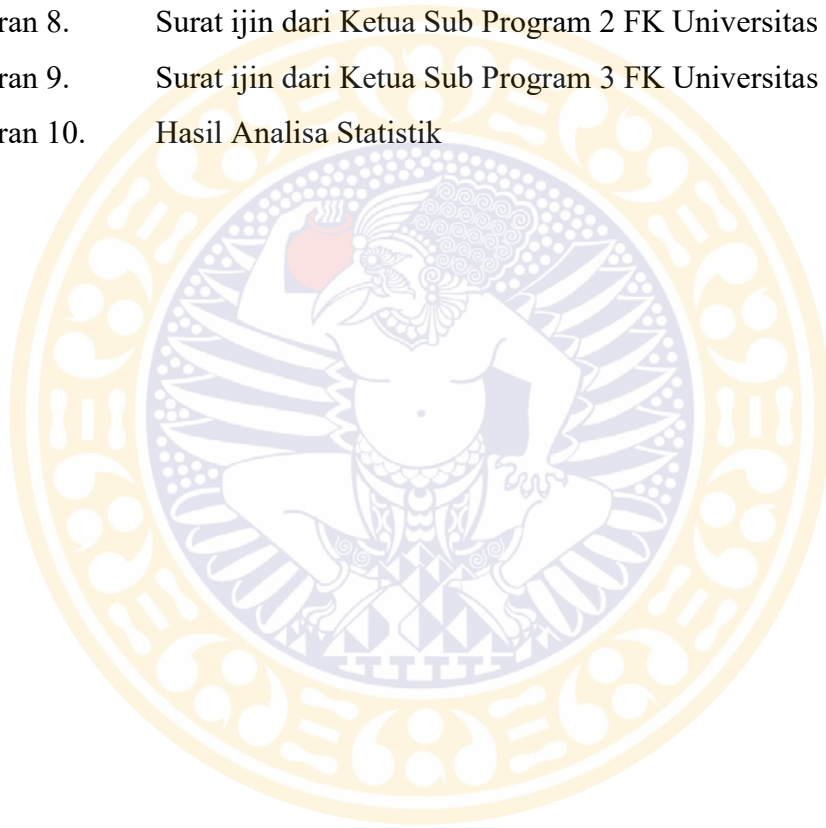 ran 8. Surat ijin dari Ketua Sub Program 2 FK Universitas
ran 9. Surat ijin dari Ketua Sub Program 3 FK Universitas
ran 10. Hasil Analisa Statistik